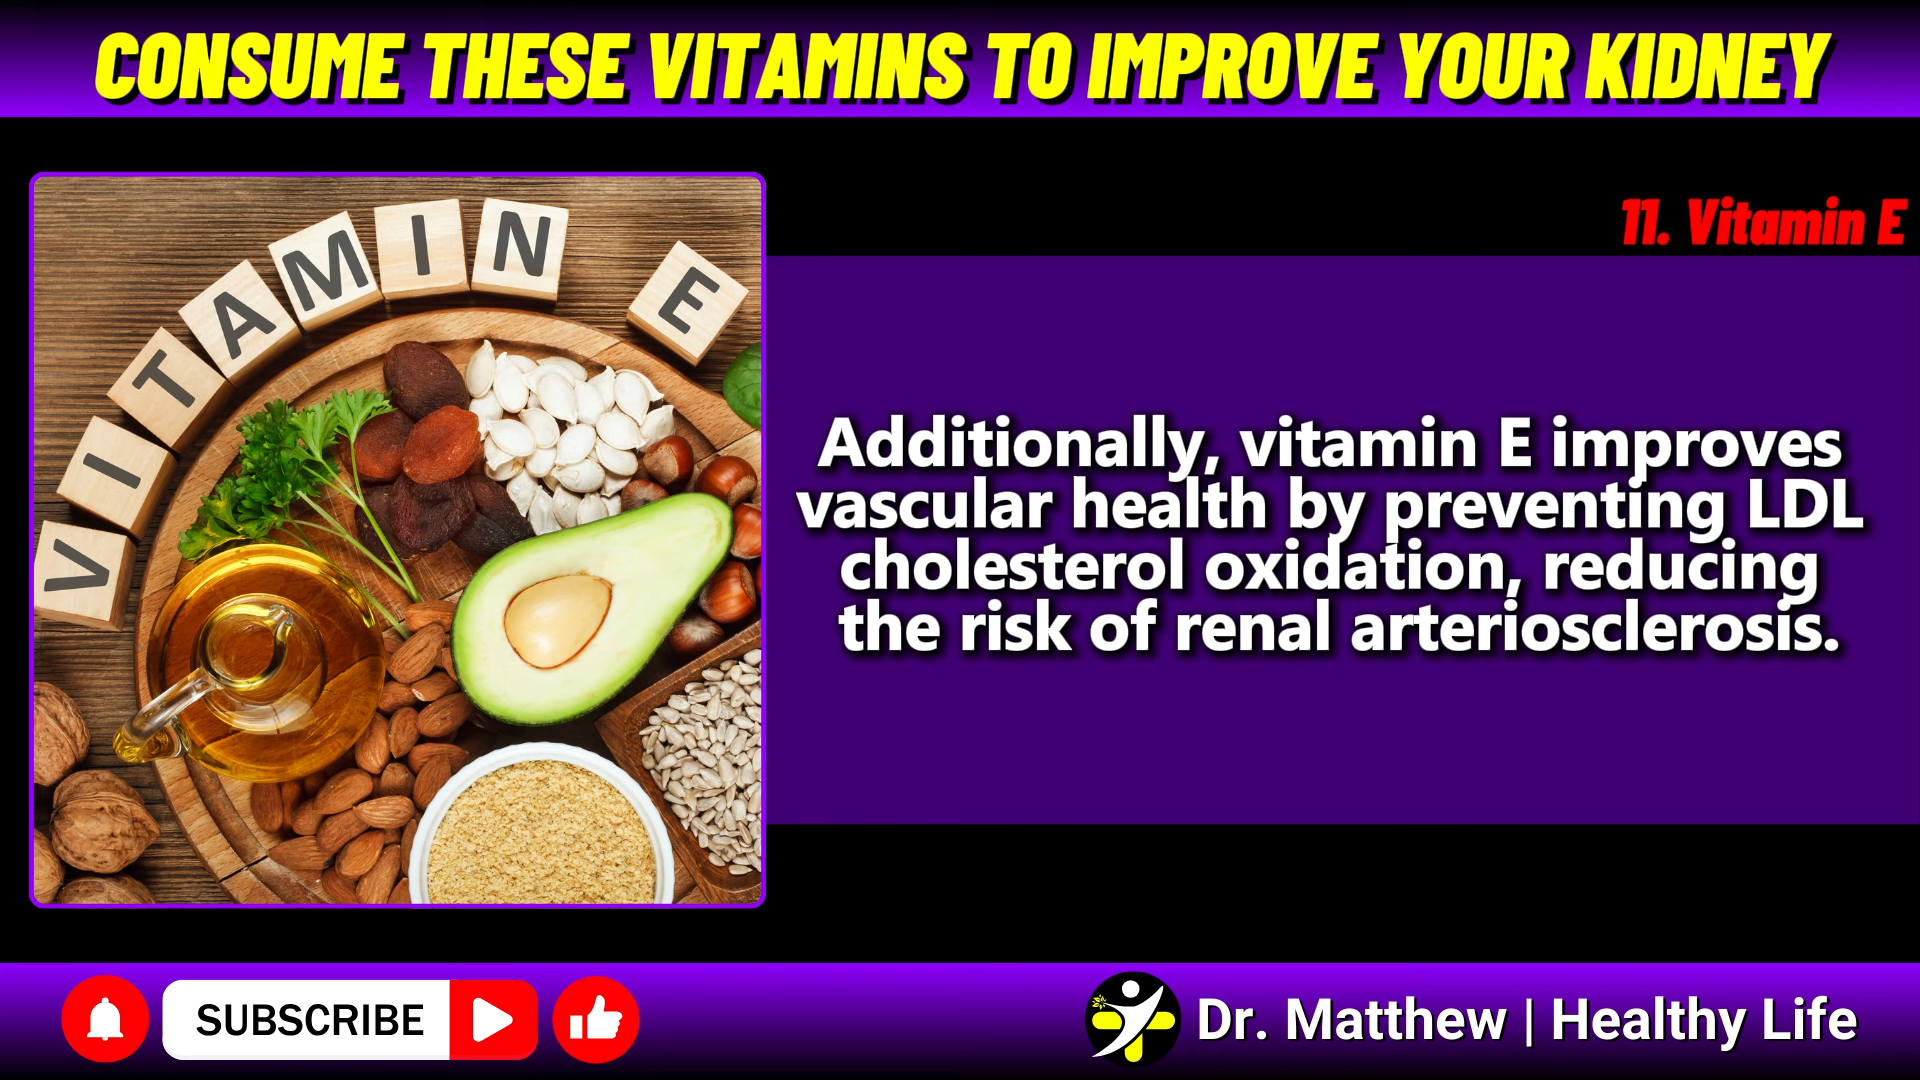 CONSUME THESE VITAMINS TO IMPROVE YOUR KIDNEY
VITAMIN E
11. Vitamin E
Additionally, vitamin E improves
vascular health by preventing LDL
cholesterol oxidation, reducing
the risk of renal arteriosclerosis.
SUBSCRIBE
Dr. Matthew | Healthy Life